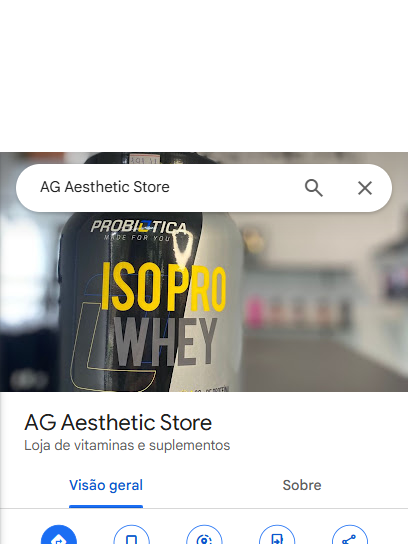 AG Aesthetic Store
PROBIOTICA
MADE FOR YOU
ISO PRO
WHEY
AG Aesthetic Store
Loja de vitaminas e suplementos
Visão geral
Sobre